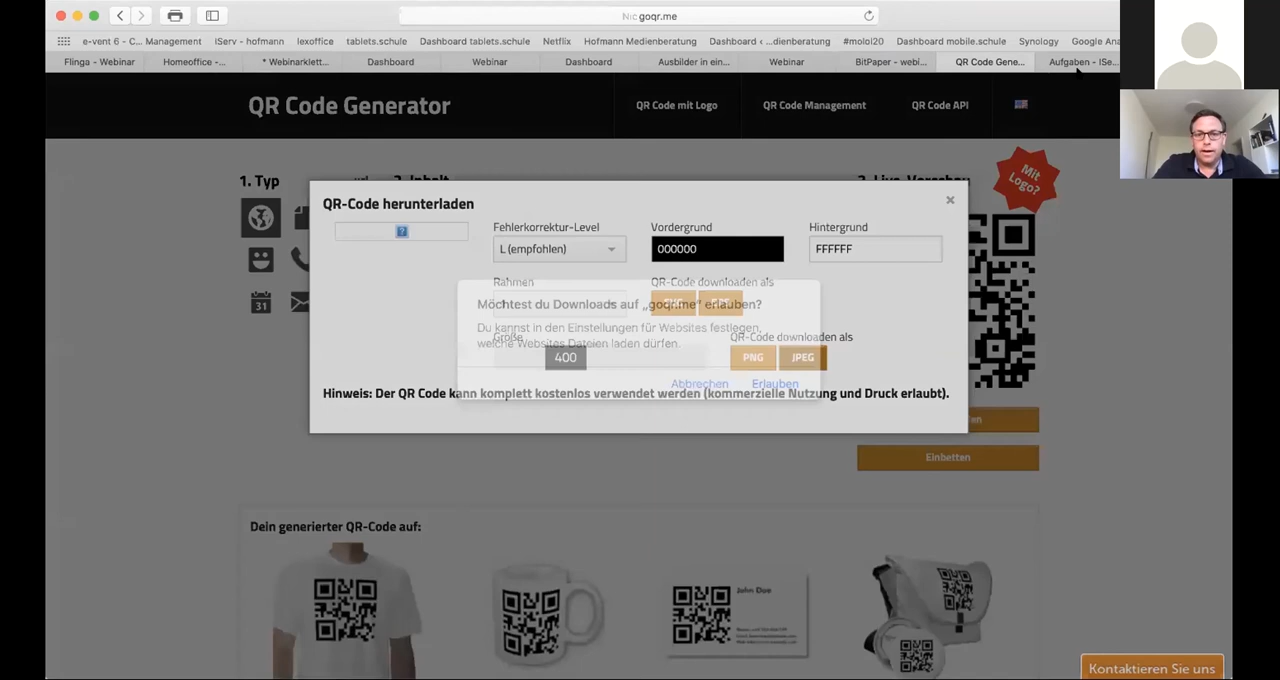 goqr.me
e-vent 6 - C... Management iServ - hofmann lexoffice tablets.schule Dashboard tablets.schule Netflix Hofmann Medienberatung Dashboard ‹ ...dienberatung #molol20 Dashboard mobile.schule Synology Google Ana
Flinga - Webinar Homeoffice -... * Webinarklett... Dashboard Webinar Dashboard Ausbilder in ein... Webinar BitPaper - webi... QR Code Gene... Aufgaben - ISe...
QR Code Generator QR Code mit Logo QR Code Management QR Code API
1. Typ
Mit Logo?
QR-Code herunterladen
Fehlerkorrektur-Level Vordergrund Hintergrund
L (empfohlen) 000000 FFFFFF
Rahmen QR-Code downloaden als
Möchtest du Downloads auf „goqr.me" erlauben?
Du kannst in den Einstellungen für Websites festlegen,
welche Websites Dateien laden dürfen.
Größe QR-Code downloaden als
400 PNG JPEG
Abbrechen Erlauben
Hinweis: Der QR Code kann komplett kostenlos verwendet werden (kommerzielle Nutzung und Druck erlaubt).
Einbetten
Dein generierter QR-Code auf:
John Doe
31
Kontaktieren Sie uns